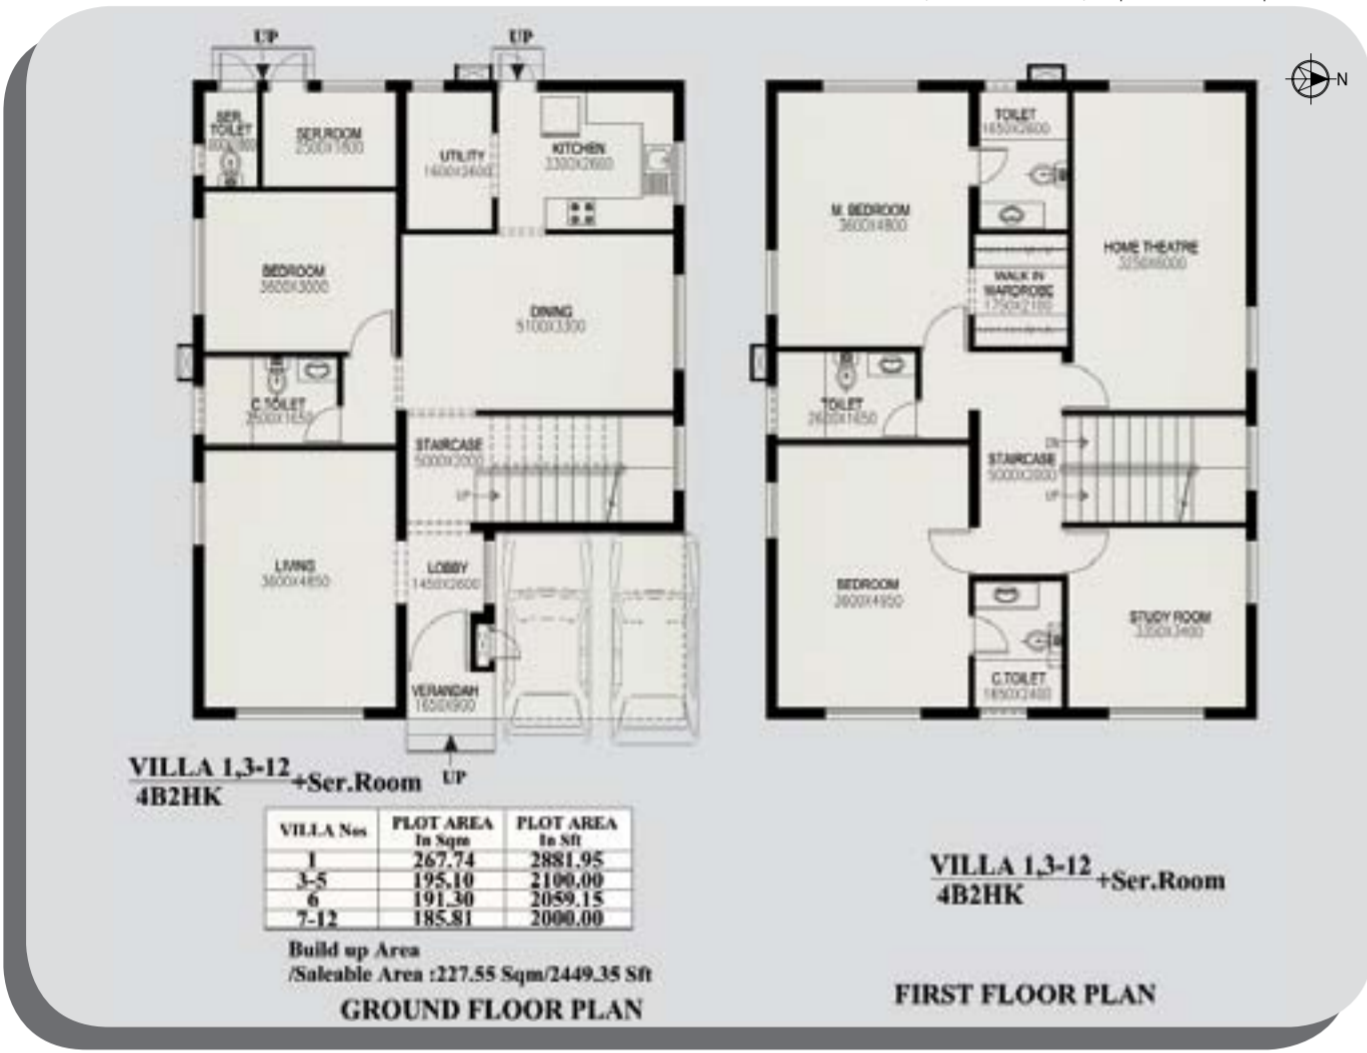 N
UP
UP
SER.
TOILET
SER.ROOM
2500X1800
UTILITY
1600X2600
KITCHEN
3300X2600
BEDROOM
3600X3000
DINING
5100X3300
C.TOILET
2500X1650
STAIRCASE
5000X2000
UP
LIVING
3600X4850
LOBBY
1450X2600
VERANDAH
1650X900
UP
TOILET
1650X2600
M. BEDROOM
3600X4800
HOME THEATRE
3250X6000
WALK IN
WARDROBE
1750X2100
TOILET
2600X1650
DN
STAIRCASE
5000X2000
UP
BEDROOM
3600X4950
STUDY ROOM
3350X3400
C.TOILET
1650X2400
VILLA 1,3-12
4B2HK
+Ser.Room
VILLA Nos PLOT AREA In Sqm PLOT AREA In Sft
1 267.74 2881.95
3-5 195.10 2100.00
6 191.30 2059.15
7-12 185.81 2000.00
Build up Area
/Saleable Area :227.55 Sqm/2449.35 Sft
GROUND FLOOR PLAN
VILLA 1,3-12
4B2HK
+Ser.Room
FIRST FLOOR PLAN